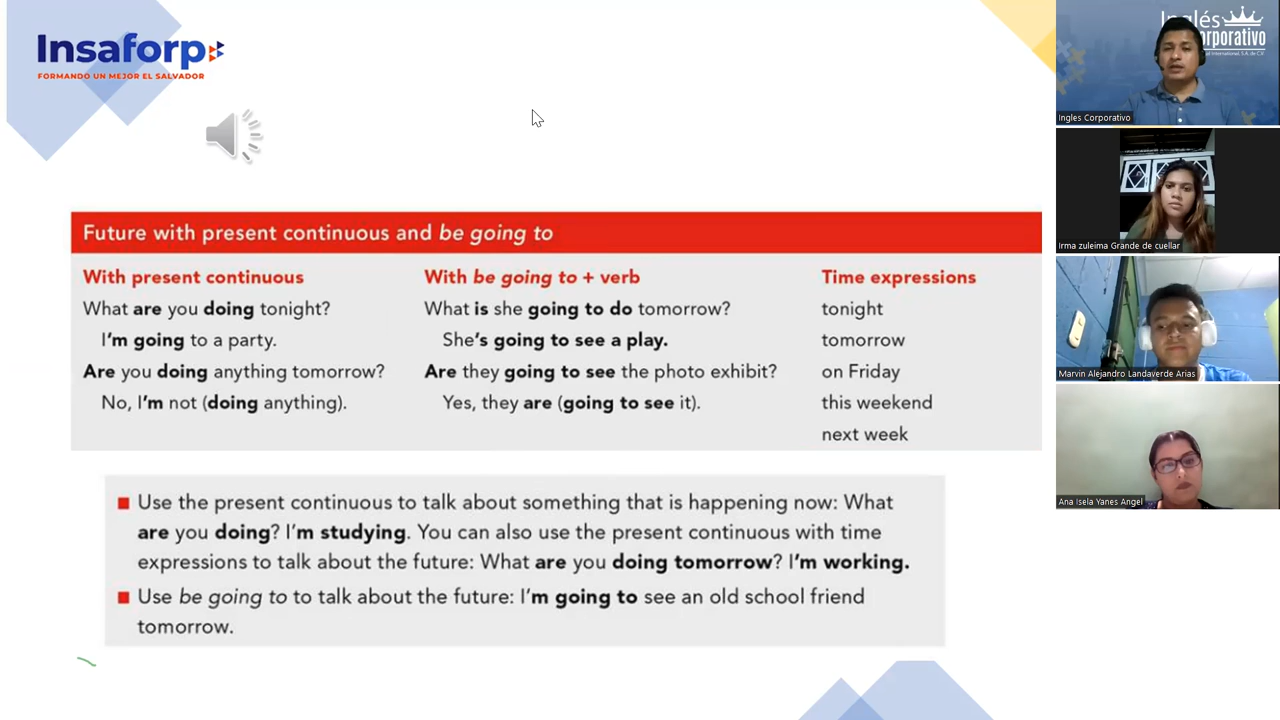 Insaforp
FORMANDO UN MEJOR EL SALVADOR
Future with present continuous and be going to
With present continuous
What are you doing tonight?
I'm going to a party.
Are you doing anything tomorrow?
No, I'm not (doing anything).
With be going to + verb
What is she going to do tomorrow?
She's going to see a play.
Are they going to see the photo exhibit?
Yes, they are (going to see it).
Time expressions
tonight
tomorrow
on Friday
this weekend
next week
Use the present continuous to talk about something that is happening now: What
are you doing? I'm studying. You can also use the present continuous with time
expressions to talk about the future: What are you doing tomorrow? I'm working.
Use be going to to talk about the future: I'm going to see an old school friend
tomorrow.
Inglés
orporativo
Ingles Corporativo
Irma zuleima Grande de cuellar
Marvin Alejandro Landaverde Arias
Ana Isela Yanes Angel